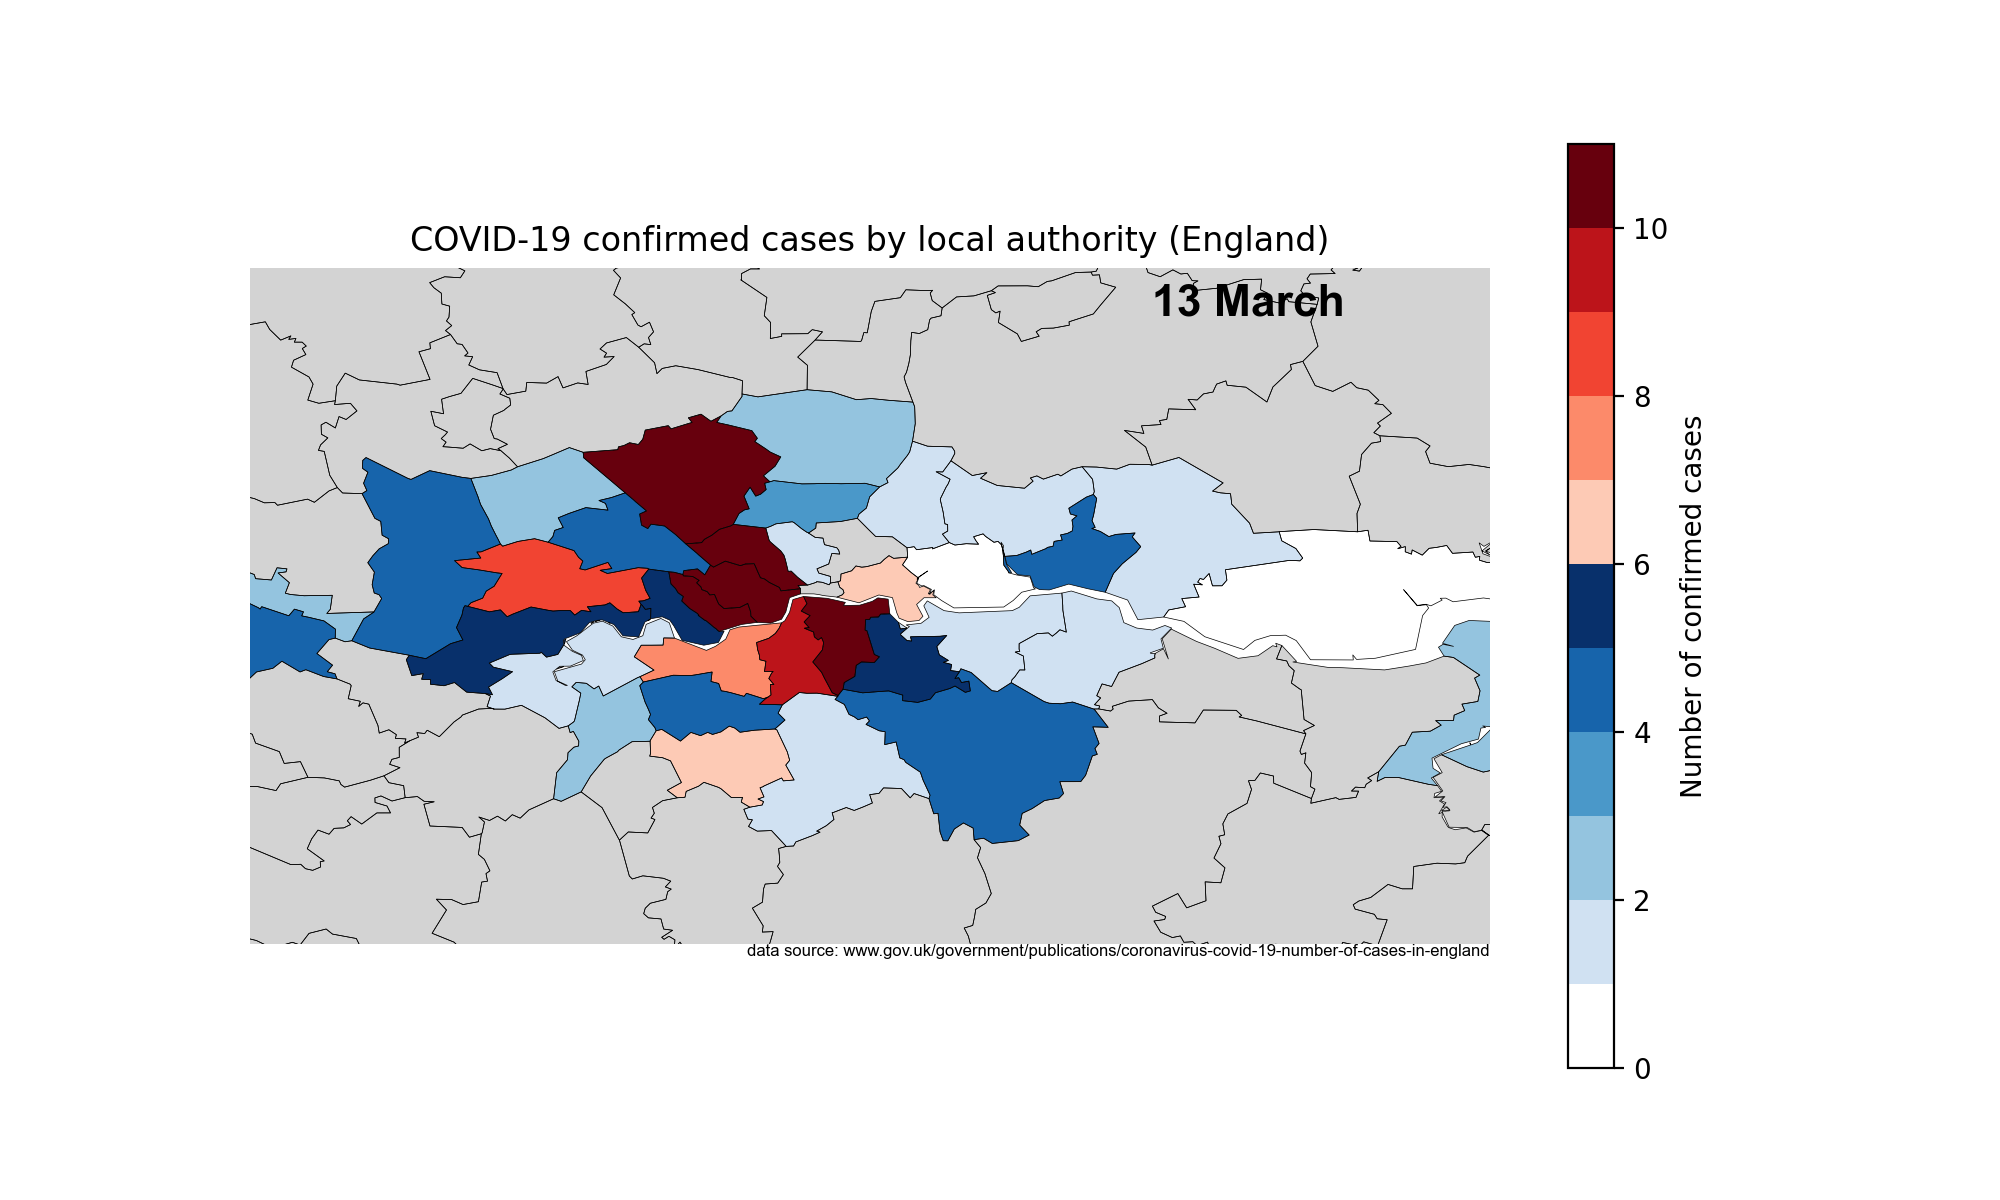 COVID-19 confirmed cases by local authority (England)
13 March
10
8
6
4
2
0
Number of confirmed cases
data source: www.gov.uk/government/publications/coronavirus-covid-19-number-of-cases-in-england